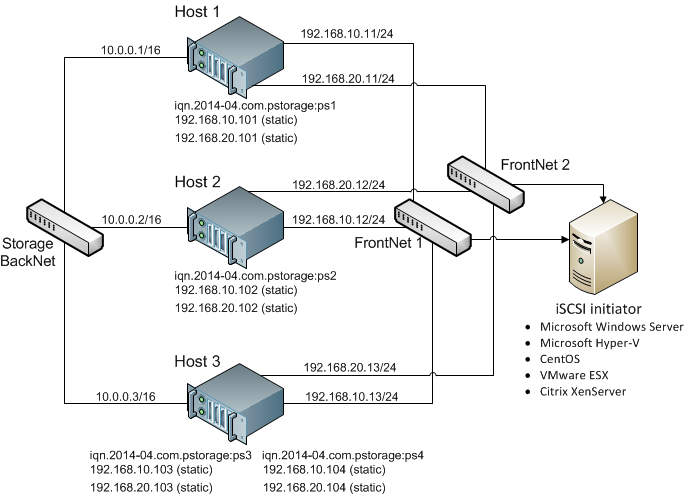 Host 1
192.168.10.11/24
10.0.0.1/16
192.168.20.11/24
iqn.2014-04.com.pstorage:ps1
192.168.10.101 (static)
192.168.20.101 (static)
FrontNet 2
Host 2
192.168.20.12/24
10.0.0.2/16
192.168.10.12/24
Storage
BackNet
FrontNet 1
iqn.2014-04.com.pstorage:ps2
192.168.10.102 (static)
192.168.20.102 (static)
iSCSI initiator
• Microsoft Windows Server
• Microsoft Hyper-V
• CentOS
• VMware ESX
• Citrix XenServer
Host 3
192.168.20.13/24
10.0.0.3/16
192.168.10.13/24
iqn.2014-04.com.pstorage:ps3
192.168.10.103 (static)
192.168.20.103 (static)
iqn.2014-04.com.pstorage:ps4
192.168.10.104 (static)
192.168.20.104 (static)